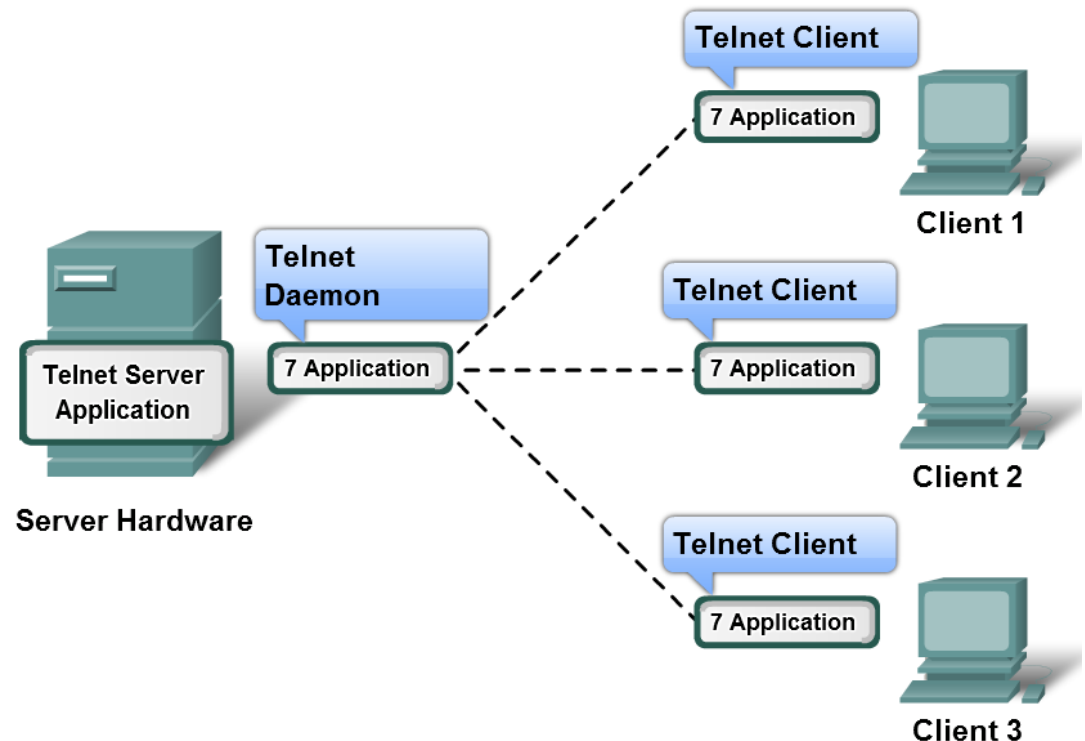 Telnet Client
7 Application
Client 1
Telnet
Daemon
7 Application
Telnet Server
Application
Server Hardware
Telnet Client
7 Application
Client 2
Telnet Client
7 Application
Client 3